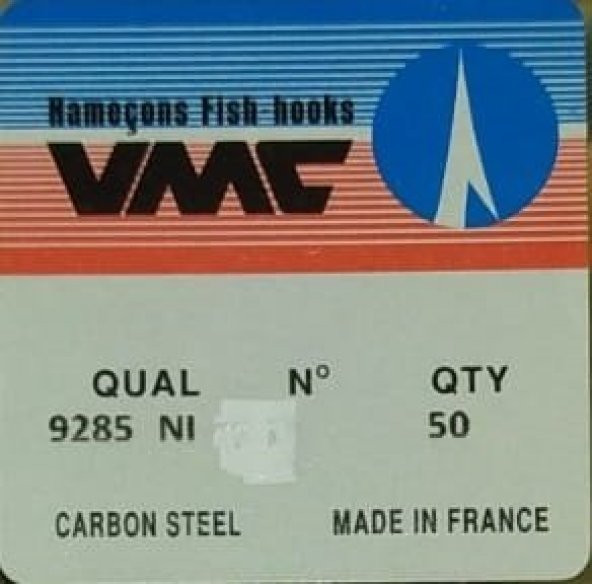 Hameçons Fish-hooks
VMC
QUAL N° QTY
9285 NI 50
CARBON STEEL MADE IN FRANCE